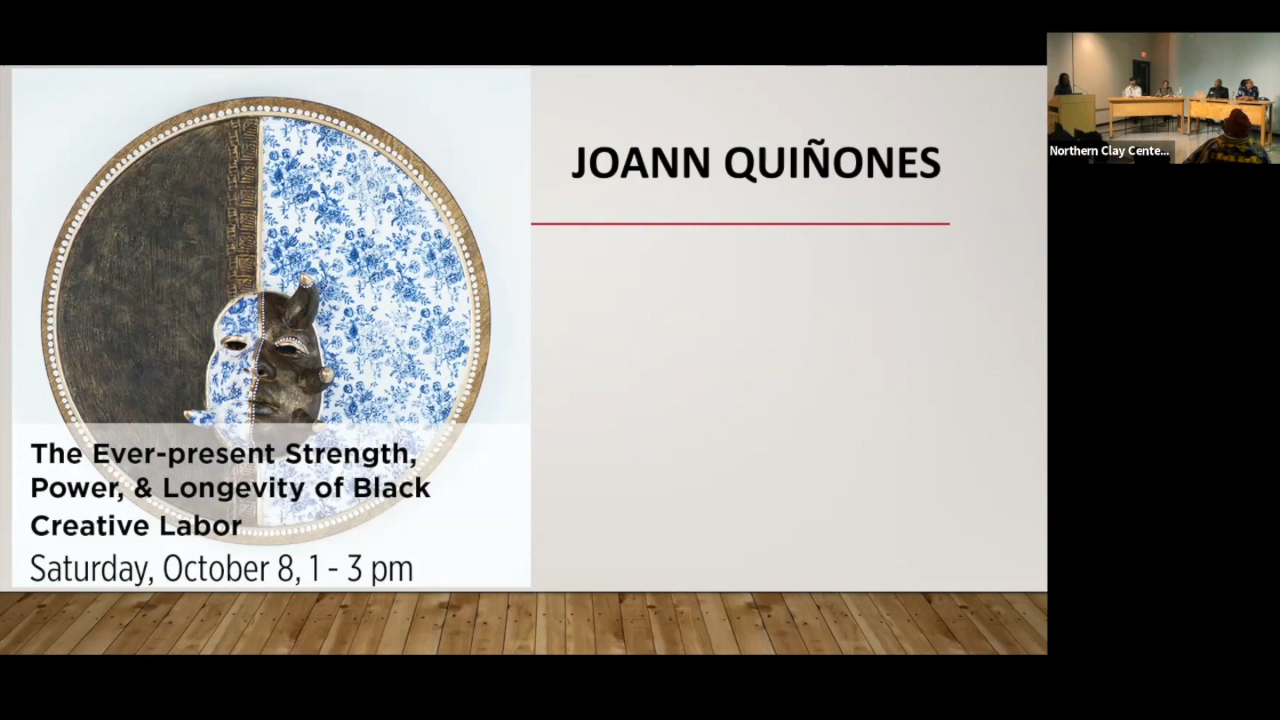 JOANN QUIÑONES
Northern Clay Cente...
The Ever-present Strength,
Power, & Longevity of Black
Creative Labor
Saturday, October 8, 1 - 3 pm